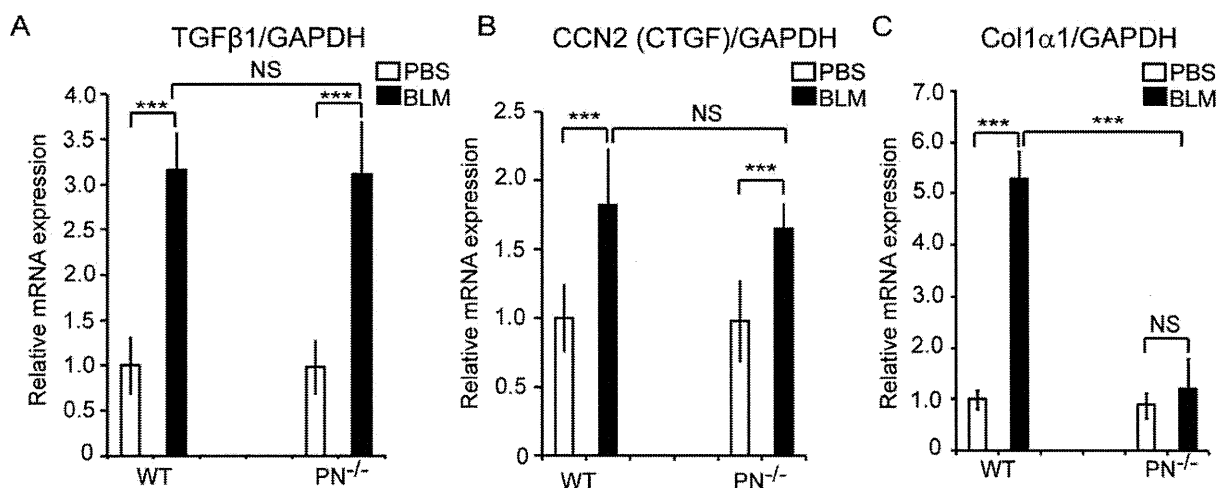 A
TGFβ1/GAPDH
NS
PBS
BLM
***
***
4.0
3.5
3.0
2.5
2.0
1.5
1.0
0.5
0
Relative mRNA expression
WT
PN-/-
B
CCN2 (CTGF)/GAPDH
PBS
BLM
***
NS
***
2.5
2.0
1.5
1.0
0.5
0
Relative mRNA expression
WT
PN-/-
C
Col1α1/GAPDH
PBS
BLM
***
***
NS
7.0
6.0
5.0
4.0
3.0
2.0
1.0
0
Relative mRNA expression
WT
PN-/-